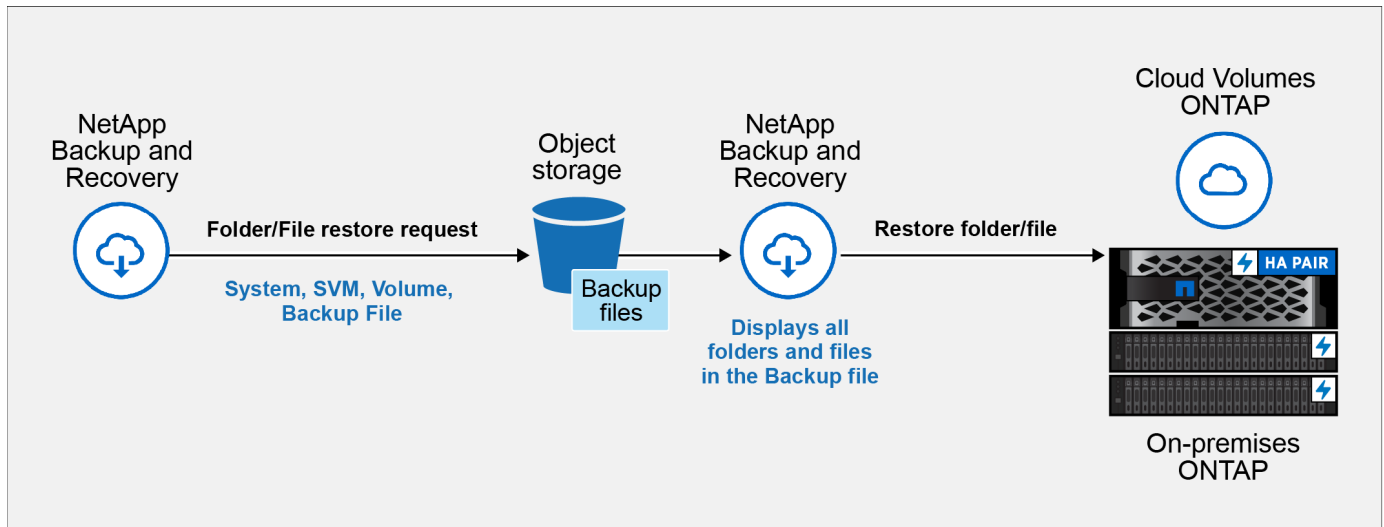 NetApp
Backup and
Recovery
Folder/File restore request
System, SVM, Volume,
Backup File
Object
storage
Backup
files
NetApp
Backup and
Recovery
Displays all
folders and files
in the Backup file
Restore folder/file
Cloud Volumes
ONTAP
HA PAIR
On-premises
ONTAP